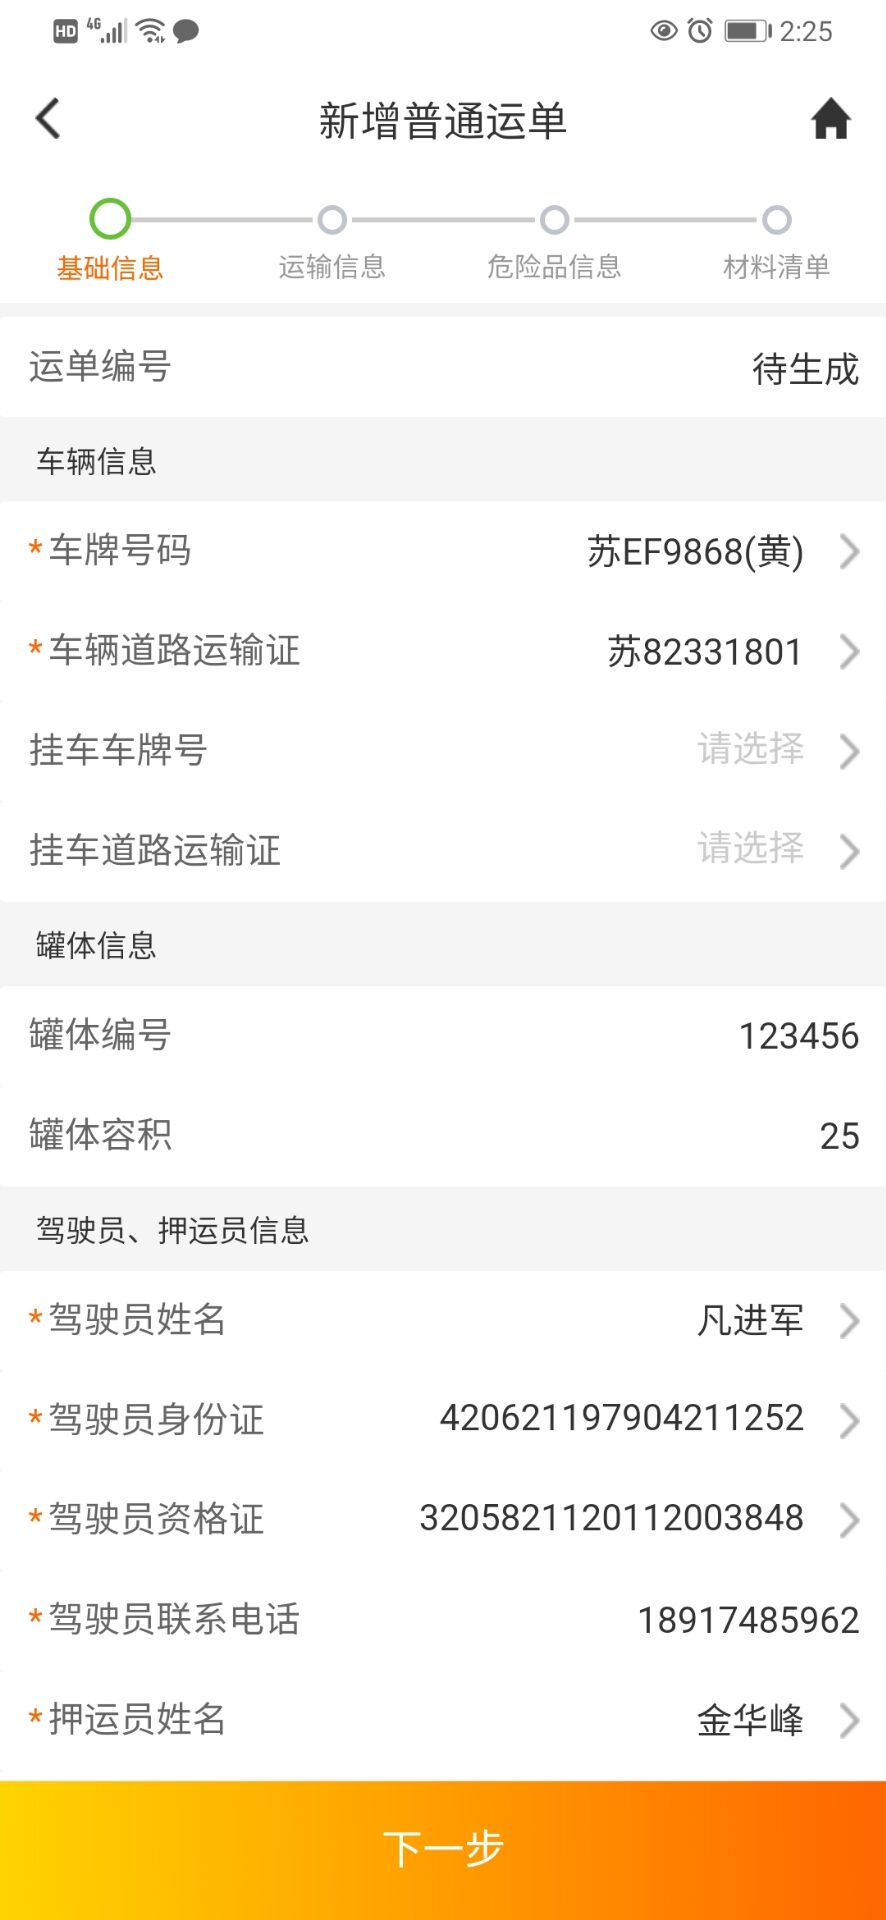 HD 4G 2:25
新增普通运单
基础信息 运输信息 危险品信息 材料清单
运单编号 待生成
车辆信息
*车牌号码 苏EF9868(黄)
*车辆道路运输证 苏82331801
挂车车牌号 请选择
挂车道路运输证 请选择
罐体信息
罐体编号 123456
罐体容积 25
驾驶员、押运员信息
*驾驶员姓名 凡进军
*驾驶员身份证 420621197904211252
*驾驶员资格证 3205821120112003848
*驾驶员联系电话 18917485962
*押运员姓名 金华峰
下一步